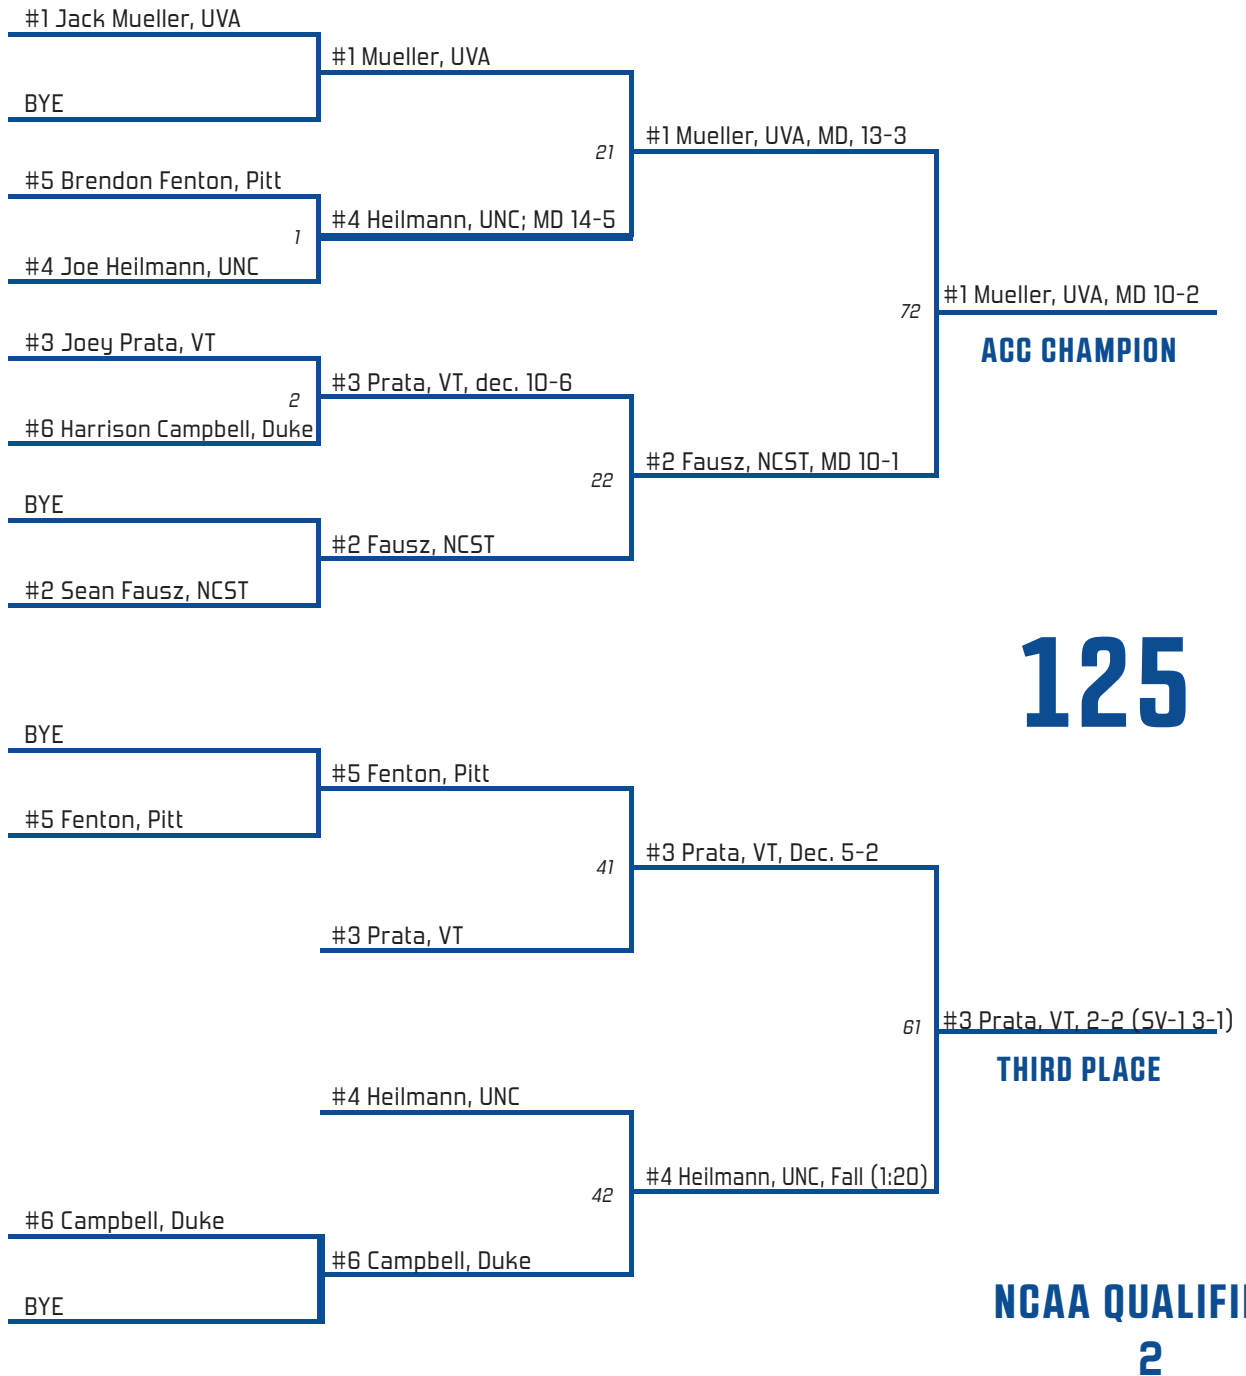 #1 Jack Mueller, UVA
#1 Mueller, UVA
BYE
#1 Mueller, UVA, MD, 13-3
21
#5 Brendon Fenton, Pitt
#4 Heilmann, UNC; MD 14-5
1
#4 Joe Heilmann, UNC
#1 Mueller, UVA, MD 10-2
72
ACC CHAMPION
#3 Joey Prata, VT
#3 Prata, VT, dec. 10-6
2
#6 Harrison Campbell, Duke
#2 Fausz, NCST, MD 10-1
22
BYE
#2 Fausz, NCST
#2 Sean Fausz, NCST
125
BYE
#5 Fenton, Pitt
#5 Fenton, Pitt
#3 Prata, VT, Dec. 5-2
41
#3 Prata, VT
#3 Prata, VT, 2-2 (SV-1 3-1)
61
THIRD PLACE
#4 Heilmann, UNC
#4 Heilmann, UNC, Fall (1:20)
42
#6 Campbell, Duke
#6 Campbell, Duke
BYE
NCAA
2